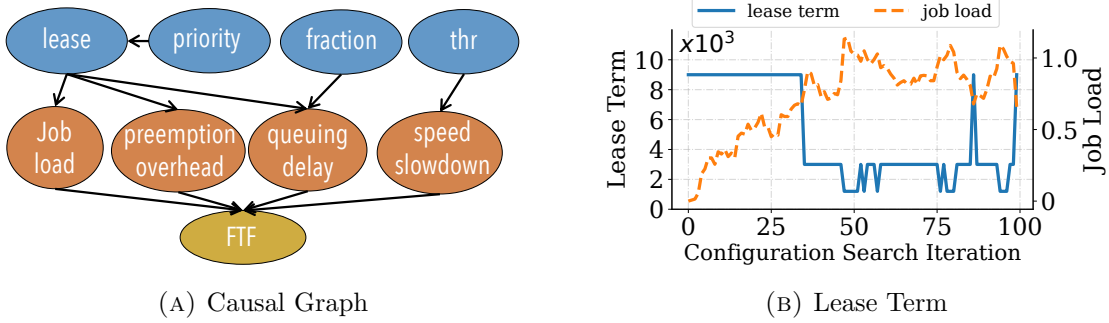 lease
priority
fraction
thr
Job
load
preemption
overhead
queuing
delay
speed
slowdown
FTF
(A) Causal Graph
lease term
job load
x10³
10
8
6
4
2
0
Lease Term
1.0
0.5
0
Job Load
0
25
50
75
100
Configuration Search Iteration
(B) Lease Term